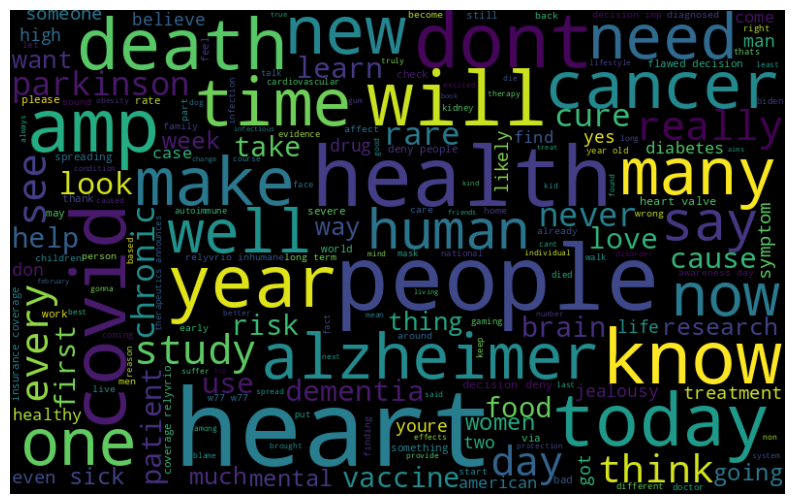 someone
believe
high
want
death
new
dont
need
decision imp
diagnosed
become
still
back
true
come
man
right
thats
flawed decision
least
lifestyle
learn
feel
truly
talk
cardiovascular
check
excited
book
die
therapy
kidney
biden
parkinson
time
will
cancer
please
sound
obesity
rate
part
dog
infection
gum
cure
really
always
amp
week
take
infectious
evidence
family
drug
affect
deny people
rare
find
yes
long
year old
diabetes
case
spreading
condition
change
course
good
treat
aims
see
look
make
health
likely
many
heart valve
may
thank
caused
face
kind
kid
found
wrong
help
autoimmune
severe
care
friends
home
never
say
symptom
don
children
person
covid
chronic
well
way
human
already
love
cause
world
cant
disorder
relyvrio inhumane
long term
mind
mask
national
individual
died
walk
awareness day
therapeutics announces
based
february
gonna
year
people
now
every
first
work
best
better
living
number
insurance coverage
coming
reason
early
risk
thing
mean
gaming
brain
life
research
fact
around
study
alzheimer
know
men
next
keep
live
suffer
hip
use
dementia
decision deny
last
jealousy
treatment
healthy
patient
coverage relyvrio
w77 w77
spread
said
food
women
via
non
one
heart
today
among
put
youre
two
something
finding
effects
got
system
even sick
much
mental
blame
brought
provide
vaccine
start
american
day
protection
bad
think
different
doctor
going